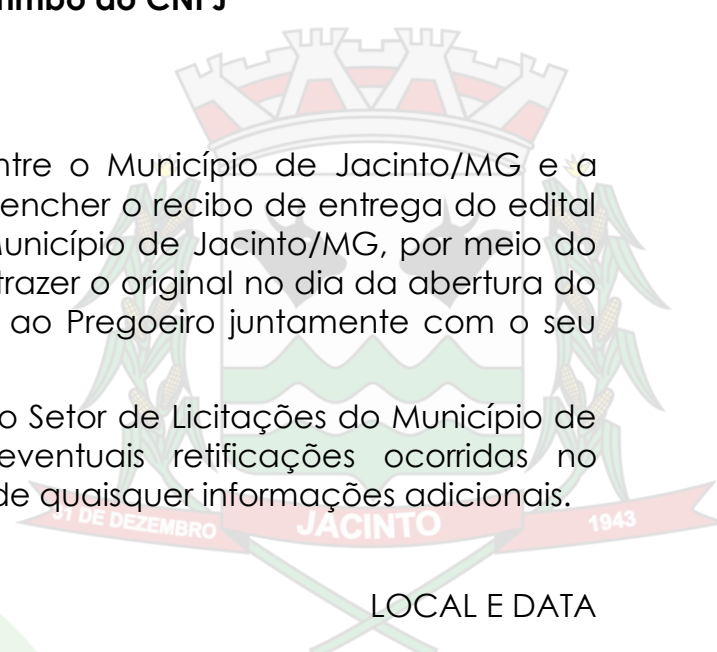 do CNPJ
ntre o Município de Jacinto/MG e a
encher o recibo de entrega do edital
Município de Jacinto/MG, por meio do
trazer o original no dia da abertura do
ao Pregoeiro juntamente com o seu
o Setor de Licitações do Município de
eventuais retificações ocorridas no
de quaisquer informações adicionais.
DE DEZEMBRO JACINTO 1943
LOCAL E DATA